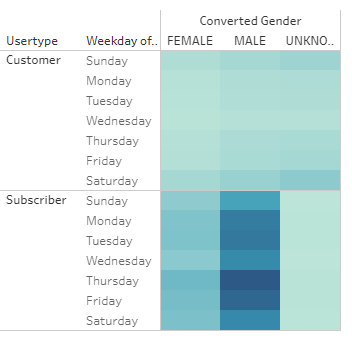 Converted Gender
Usertype Weekday of.. FEMALE MALE UNKNO..
Customer Sunday
Monday
Tuesday
Wednesday
Thursday
Friday
Saturday
Subscriber Sunday
Monday
Tuesday
Wednesday
Thursday
Friday
Saturday